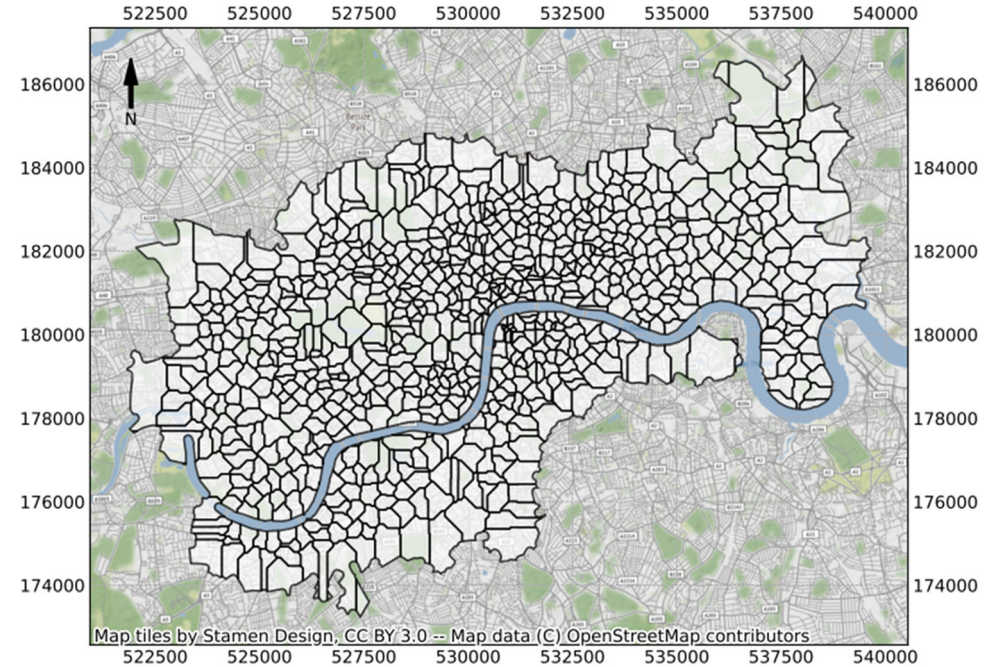 522500 525000 527500 530000 532500 535000 537500 540000
186000 186000
N
Belsize
Park
184000 184000
182000 182000
180000 180000
178000 178000
176000 176000
174000 174000
Map tiles by Stamen Design, CC BY 3.0 -- Map data (C) OpenStreetMap contributors
522500 525000 527500 530000 532500 535000 537500 540000